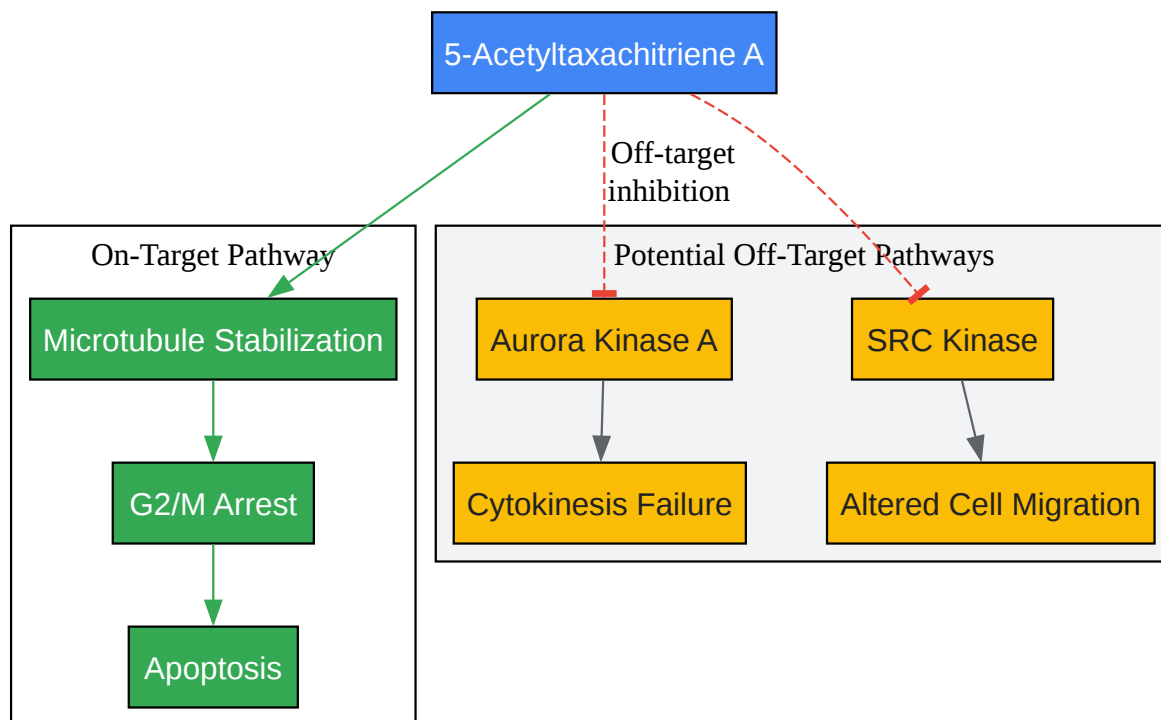 5-Acetyltaxachitriene A
Off-target
inhibition
On-Target Pathway
Potential Off-Target Pathways
Microtubule Stabilization
Aurora Kinase A
SRC Kinase
G2/M Arrest
Cytokinesis Failure
Altered Cell Migration
Apoptosis